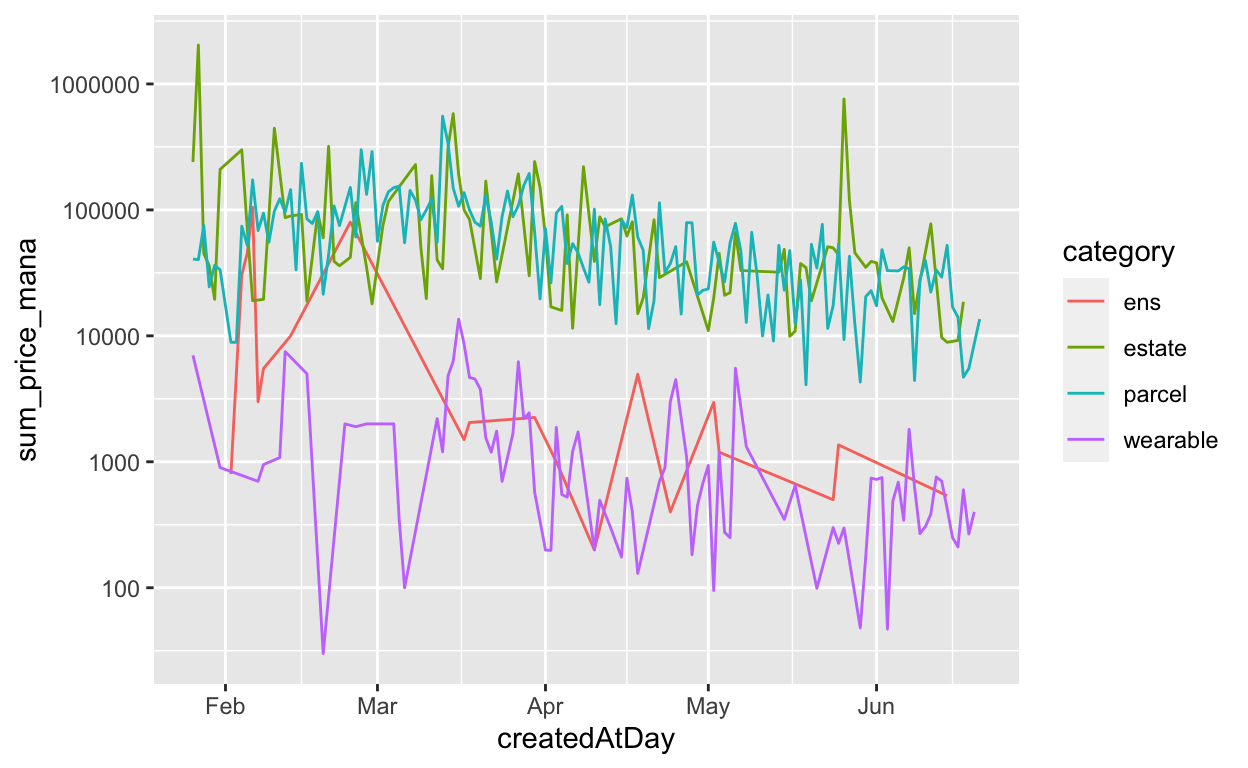 sum_price_mana
1000000
100000
10000
1000
100
Feb Mar Apr May Jun
createdAtDay
category
ens
estate
parcel
wearable